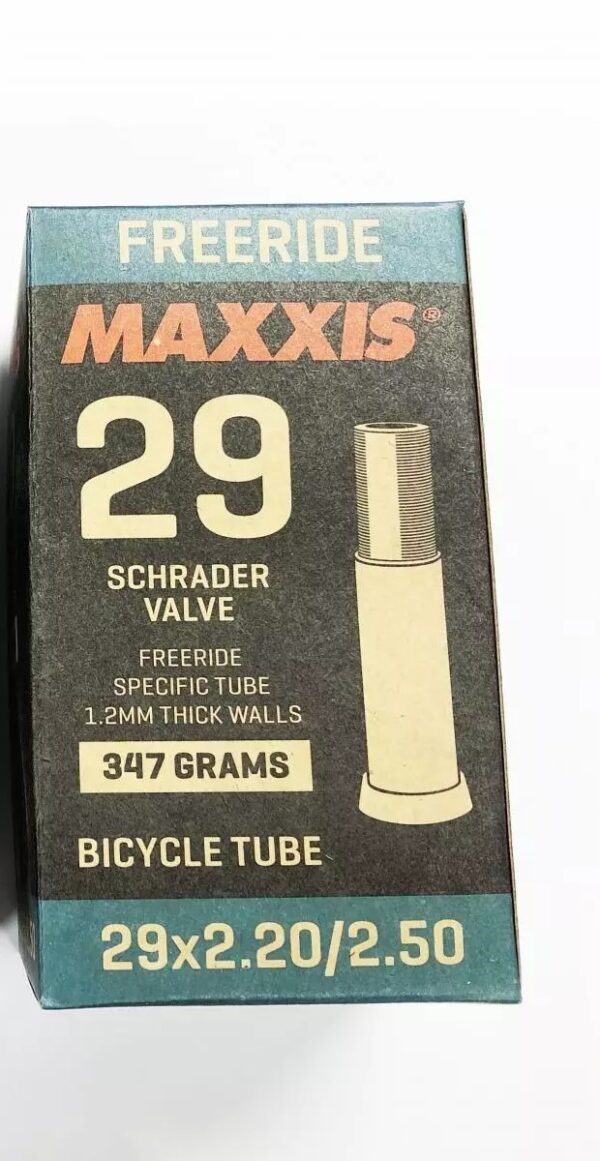 FREERIDE
MAXXIS®
29
SCHRADER
VALVE
FREERIDE
SPECIFIC TUBE
1.2MM THICK WALLS
347 GRAMS
BICYCLE TUBE
29x2.20/2.50